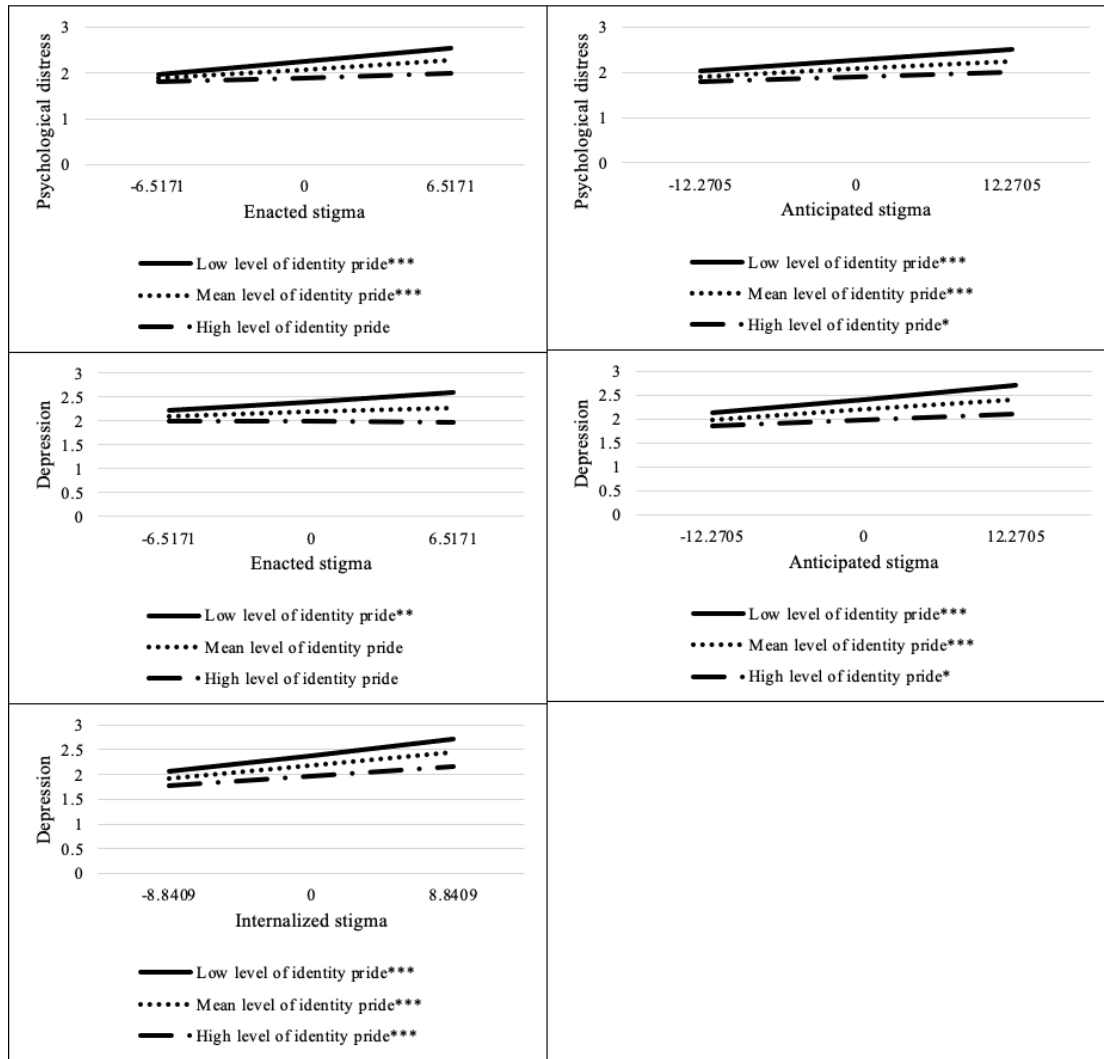 Psychological distress
3
2
1
0
-6.5171 0 6.5171
Enacted stigma
Low level of identity pride***
Mean level of identity pride***
High level of identity pride
Psychological distress
3
2
1
0
-12.2705 0 12.2705
Anticipated stigma
Low level of identity pride***
Mean level of identity pride***
High level of identity pride*
Depression
3
2.5
2
1.5
1
0.5
0
-6.5171 0 6.5171
Enacted stigma
Low level of identity pride**
Mean level of identity pride
High level of identity pride
Depression
3
2.5
2
1.5
1
0.5
0
-12.2705 0 12.2705
Anticipated stigma
Low level of identity pride***
Mean level of identity pride***
High level of identity pride*
Depression
3
2.5
2
1.5
1
0.5
0
-8.8409 0 8.8409
Internalized stigma
Low level of identity pride***
Mean level of identity pride***
High level of identity pride***